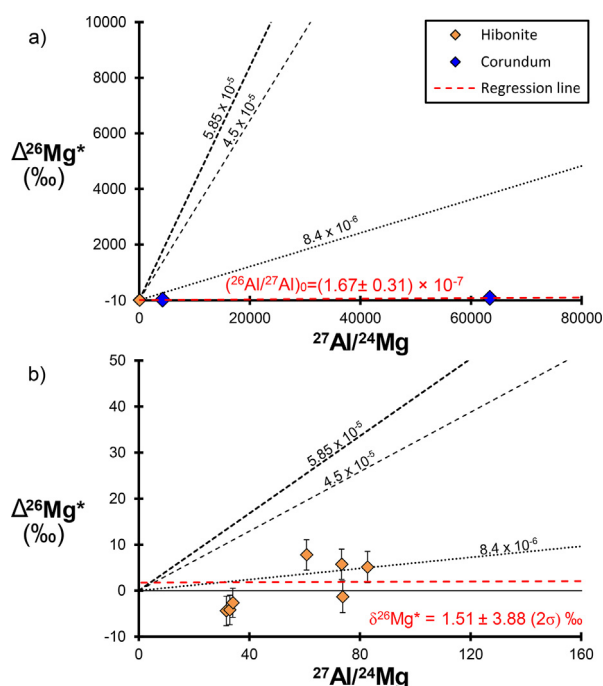 a)
10000
8000
6000
4000
2000
-10
Δ²⁶Mg*
(‰)
Hibonite
Corundum
Regression line
5.85 x 10⁻⁵
4.5 x 10⁻⁵
8.4 x 10⁻⁶
(²⁶Al/²⁷Al)₀=(1.67± 0.31) × 10⁻⁷
0
20000
40000
60000
80000
²⁷Al/²⁴Mg
b)
50
40
30
20
10
0
-10
Δ²⁶Mg*
(‰)
5.85 x 10⁻⁵
4.5 x 10⁻⁵
8.4 x 10⁻⁶
δ²⁶Mg* = 1.51 ± 3.88 (2σ) ‰
0
40
80
120
160
²⁷Al/²⁴Mg